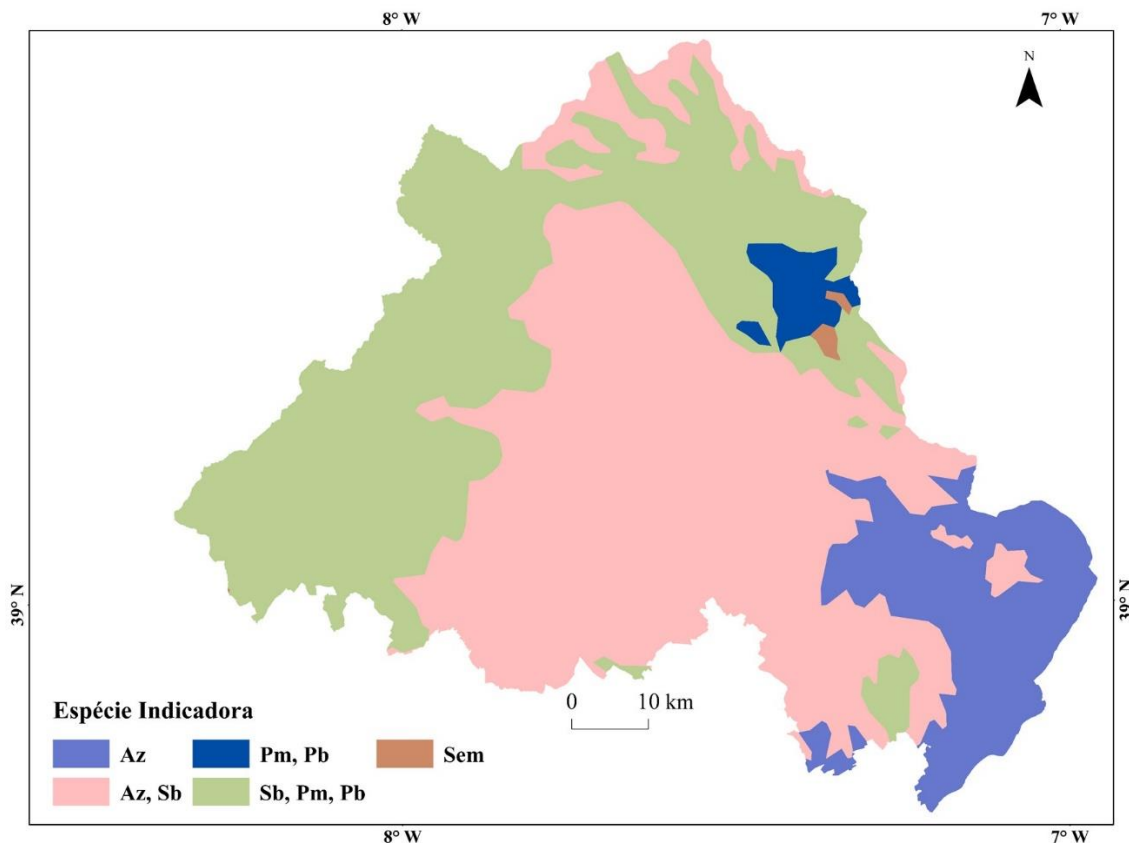 8° W 7° W
N
39° N 39° N
0 10 km
Espécie Indicadora
Az Pm, Pb Sem
Az, Sb Sb, Pm, Pb
8° W 7° W